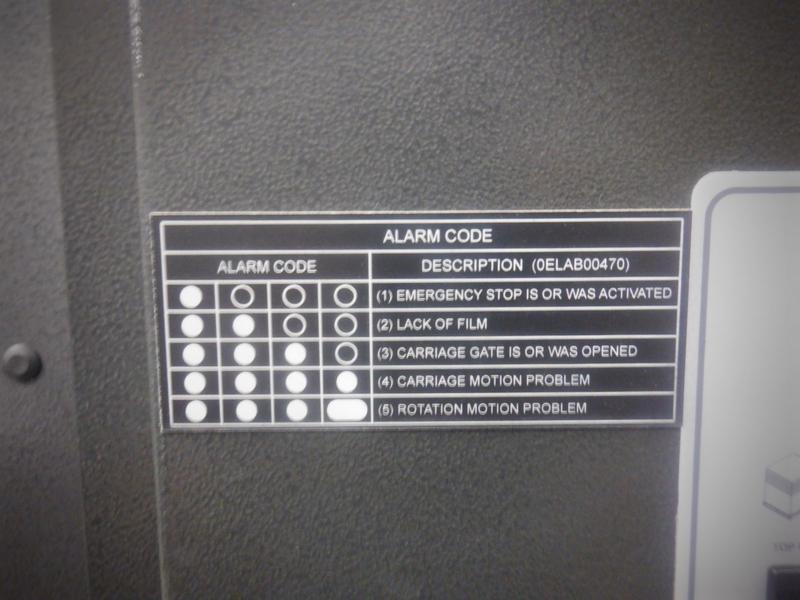 ALARM CODE
ALARM CODE DESCRIPTION (0ELAB00470)
(1) EMERGENCY STOP IS OR WAS ACTIVATED
(2) LACK OF FILM
(3) CARRIAGE GATE IS OR WAS OPENED
(4) CARRIAGE MOTION PROBLEM
(5) ROTATION MOTION PROBLEM
TOP